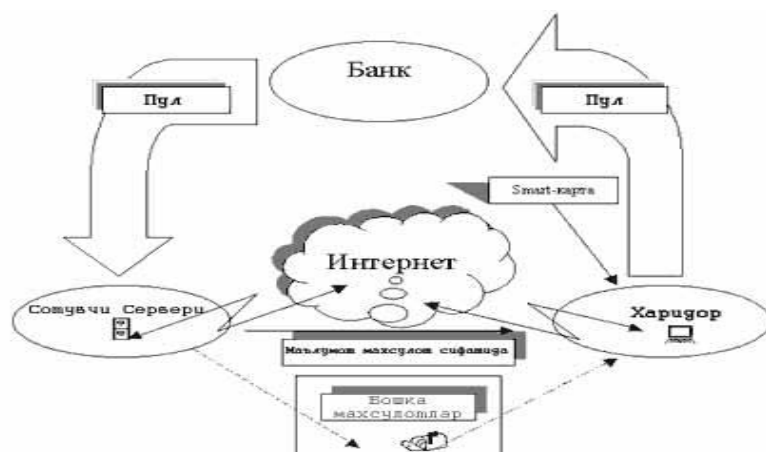 Банк
Пул
Пул
Smart-карта
Интернет
Сотувчи Сервери
Харидор
Маълумот махсулот сифатида
Бошка
махсулотлар